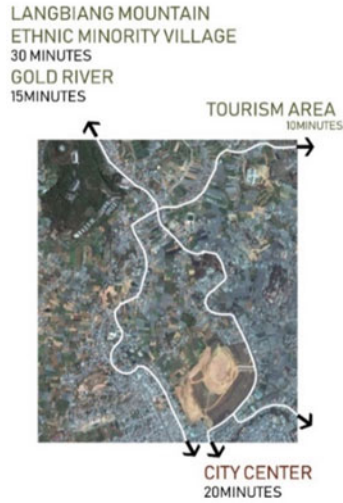 LANGBIANG MOUNTAIN
ETHNIC MINORITY VILLAGE
30 MINUTES
GOLD RIVER
15MINUTES
TOURISM AREA
10MINUTES
CITY CENTER
20MINUTES